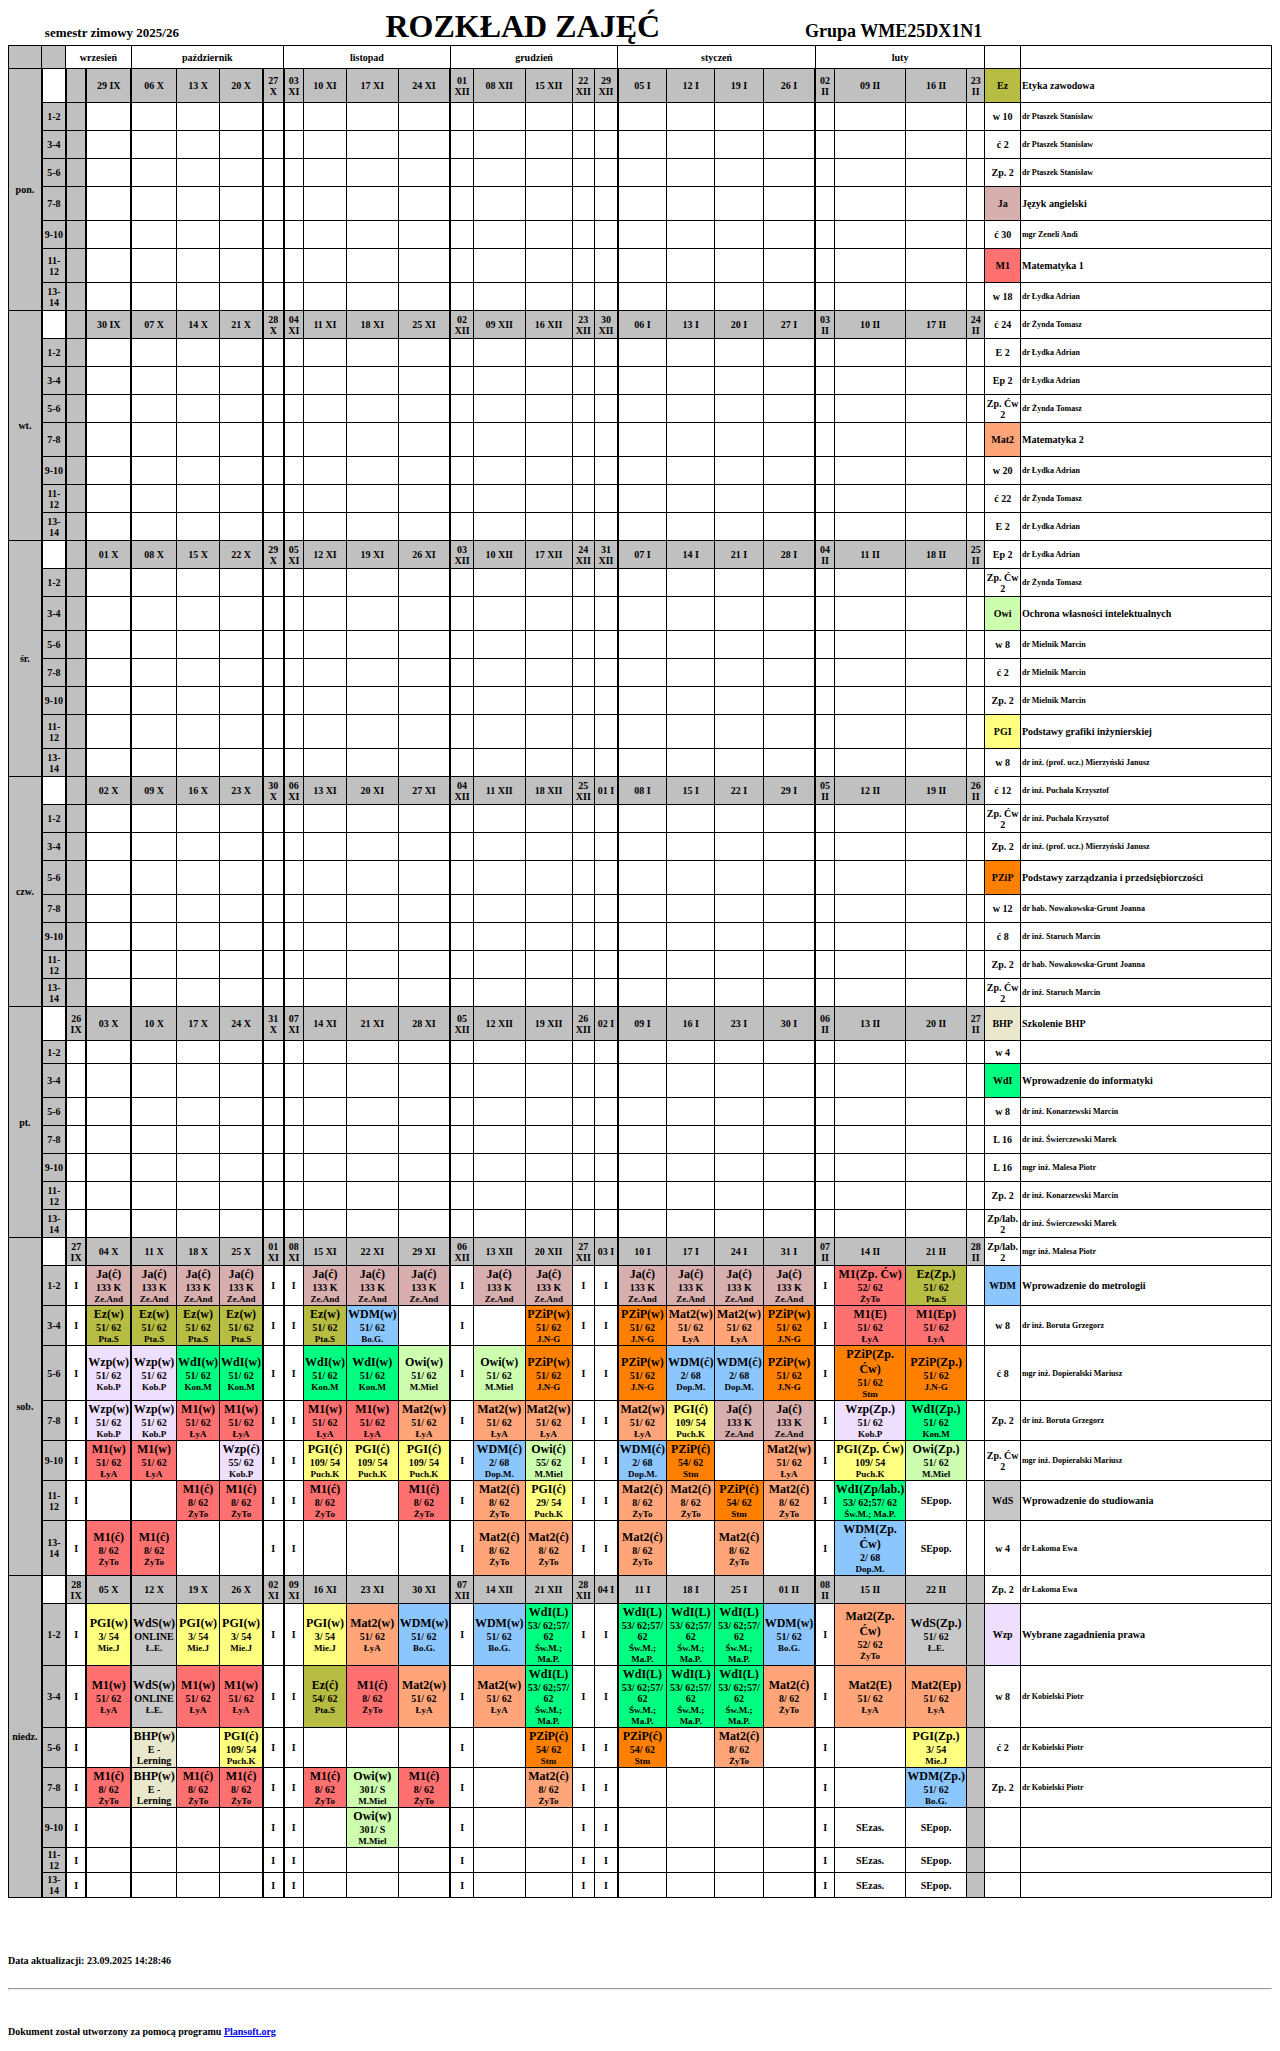 semestr zimowy 2025/26 ROZKŁAD ZAJĘĆ Grupa WME25DX1N1
wrzesień październik listopad grudzień styczeń luty
pon. 29 IX 06 X 13 X 20 X 27 X 03 XI 10 XI 17 XI 24 XI 01 XII 08 XII 15 XII 22 XII 29 XII 05 I 12 I 19 I 26 I 02 II 09 II 16 II 23 II Ez Etyka zawodowa
1-2 w 10 dr Ptaszek Stanisław
3-4 ć 2 dr Ptaszek Stanisław
5-6 Zp. 2 dr Ptaszek Stanisław
7-8 Ja Język angielski
9-10 ć 30 mgr Zeneli Andi
11-12 M1 Matematyka 1
13-14 w 18 dr Łydka Adrian
wt. 30 IX 07 X 14 X 21 X 28 X 04 XI 11 XI 18 XI 25 XI 02 XII 09 XII 16 XII 23 XII 30 XII 06 I 13 I 20 I 27 I 03 II 10 II 17 II 24 II ć 24 dr Żynda Tomasz
1-2 E 2 dr Łydka Adrian
3-4 Ep 2 dr Łydka Adrian
5-6 Zp. Ćw 2 dr Żynda Tomasz
7-8 Mat2 Matematyka 2
9-10 w 20 dr Łydka Adrian
11-12 ć 22 dr Żynda Tomasz
13-14 E 2 dr Łydka Adrian
śr. 01 X 08 X 15 X 22 X 29 X 05 XI 12 XI 19 XI 26 XI 03 XII 10 XII 17 XII 24 XII 31 XII 07 I 14 I 21 I 28 I 04 II 11 II 18 II 25 II Ep 2 dr Łydka Adrian
1-2 Zp. Ćw 2 dr Żynda Tomasz
3-4 Owi Ochrona własności intelektualnych
5-6 w 8 dr Mielnik Marcin
7-8 ć 2 dr Mielnik Marcin
9-10 Zp. 2 dr Mielnik Marcin
11-12 PGI Podstawy grafiki inżynierskiej
13-14 w 8 dr inż. (prof. ucz.) Mierzyński Janusz
czw. 02 X 09 X 16 X 23 X 30 X 06 XI 13 XI 20 XI 27 XI 04 XII 11 XII 18 XII 25 XII 01 I 08 I 15 I 22 I 29 I 05 II 12 II 19 II 26 II ć 12 dr inż. Puchała Krzysztof
1-2 Zp. Ćw 2 dr inż. Puchała Krzysztof
3-4 Zp. 2 dr inż. (prof. ucz.) Mierzyński Janusz
5-6 PZiP Podstawy zarządzania i przedsiębiorczości
7-8 w 12 dr hab. Nowakowska-Grunt Joanna
9-10 ć 8 dr inż. Staruch Marcin
11-12 Zp. 2 dr hab. Nowakowska-Grunt Joanna
13-14 Zp. Ćw 2 dr inż. Staruch Marcin
pt. 26 IX 03 X 10 X 17 X 24 X 31 X 07 XI 14 XI 21 XI 28 XI 05 XII 12 XII 19 XII 26 XII 02 I 09 I 16 I 23 I 30 I 06 II 13 II 20 II 27 II BHP Szkolenie BHP
1-2 w 4
3-4 WdI Wprowadzenie do informatyki
5-6 w 8 dr inż. Konarzewski Marcin
7-8 L 16 dr inż. Świerczewski Marek
9-10 L 16 mgr inż. Malesa Piotr
11-12 Zp. 2 dr inż. Konarzewski Marcin
13-14 Zp/lab. 2 dr inż. Świerczewski Marek
sob. 27 IX 04 X 11 X 18 X 25 X 01 XI 08 XI 15 XI 22 XI 29 XI 06 XII 13 XII 20 XII 27 XII 03 I 10 I 17 I 24 I 31 I 07 II 14 II 21 II 28 II Zp/lab. 2 mgr inż. Malesa Piotr
1-2 I Ja(ć) 133 K Ze.And Ja(ć) 133 K Ze.And Ja(ć) 133 K Ze.And Ja(ć) 133 K Ze.And I I Ja(ć) 133 K Ze.And Ja(ć) 133 K Ze.And Ja(ć) 133 K Ze.And I Ja(ć) 133 K Ze.And Ja(ć) 133 K Ze.And I I Ja(ć) 133 K Ze.And Ja(ć) 133 K Ze.And Ja(ć) 133 K Ze.And Ja(ć) 133 K Ze.And I M1(Zp. Ćw) 52/ 62 ŻyTo Ez(Zp.) 51/ 62 Pta.S WDM Wprowadzenie do metrologii
3-4 I Ez(w) 51/ 62 Pta.S Ez(w) 51/ 62 Pta.S Ez(w) 51/ 62 Pta.S Ez(w) 51/ 62 Pta.S I I Ez(w) 51/ 62 Pta.S WDM(w) 51/ 62 Bo.G. I PZiP(w) 51/ 62 J.N-G I I PZiP(w) 51/ 62 J.N-G Mat2(w) 51/ 62 ŁyA Mat2(w) 51/ 62 ŁyA PZiP(w) 51/ 62 J.N-G I M1(E) 51/ 62 ŁyA M1(Ep) 51/ 62 ŁyA w 8 dr inż. Boruta Grzegorz
5-6 I Wzp(w) 51/ 62 Kob.P Wzp(w) 51/ 62 Kob.P WdI(w) 51/ 62 Kon.M WdI(w) 51/ 62 Kon.M I I WdI(w) 51/ 62 Kon.M WdI(w) 51/ 62 Kon.M Owi(w) 51/ 62 M.Miel I Owi(w) 51/ 62 M.Miel PZiP(w) 51/ 62 J.N-G I I PZiP(w) 51/ 62 J.N-G WDM(ć) 2/ 68 Dop.M. WDM(ć) 2/ 68 Dop.M. PZiP(w) 51/ 62 J.N-G I PZiP(Zp. Ćw) 51/ 62 Stm PZiP(Zp.) 51/ 62 J.N-G ć 8 mgr inż. Dopieralski Mariusz
7-8 I Wzp(w) 51/ 62 Kob.P Wzp(w) 51/ 62 Kob.P M1(w) 51/ 62 ŁyA M1(w) 51/ 62 ŁyA I I M1(w) 51/ 62 ŁyA M1(w) 51/ 62 ŁyA Mat2(w) 51/ 62 ŁyA I Mat2(w) 51/ 62 ŁyA Mat2(w) 51/ 62 ŁyA I I Mat2(w) 51/ 62 ŁyA PGI(ć) 109/ 54 Puch.K Ja(ć) 133 K Ze.And Ja(ć) 133 K Ze.And I Wzp(Zp.) 51/ 62 Kob.P WdI(Zp.) 51/ 62 Kon.M Zp. 2 dr inż. Boruta Grzegorz
9-10 I M1(w) 51/ 62 ŁyA M1(w) 51/ 62 ŁyA Wzp(ć) 55/ 62 Kob.P I I PGI(ć) 109/ 54 Puch.K PGI(ć) 109/ 54 Puch.K PGI(ć) 109/ 54 Puch.K I WDM(ć) 2/ 68 Dop.M. Owi(ć) 55/ 62 M.Miel I I WDM(ć) 2/ 68 Dop.M. PZiP(ć) 54/ 62 Stm Mat2(w) 51/ 62 ŁyA I PGI(Zp. Ćw) 109/ 54 Puch.K Owi(Zp.) 51/ 62 M.Miel Zp. Ćw 2 mgr inż. Dopieralski Mariusz
11-12 I M1(ć) 8/ 62 ŻyTo M1(ć) 8/ 62 ŻyTo I I M1(ć) 8/ 62 ŻyTo M1(ć) 8/ 62 ŻyTo I Mat2(ć) 8/ 62 ŻyTo PGI(ć) 29/ 54 Puch.K I I Mat2(ć) 8/ 62 ŻyTo Mat2(ć) 8/ 62 ŻyTo PZiP(ć) 54/ 62 Stm Mat2(ć) 8/ 62 ŻyTo I WdI(Zp/lab.) 53/ 62;57/ 62 Św.M.; Ma.P. SEpop. WdS Wprowadzenie do studiowania
13-14 I M1(ć) 8/ 62 ŻyTo M1(ć) 8/ 62 ŻyTo I I I Mat2(ć) 8/ 62 ŻyTo Mat2(ć) 8/ 62 ŻyTo I I Mat2(ć) 8/ 62 ŻyTo Mat2(ć) 8/ 62 ŻyTo I WDM(Zp. Ćw) 2/ 68 Dop.M. SEpop. w 4 dr Łakoma Ewa
niedz. 28 IX 05 X 12 X 19 X 26 X 02 XI 09 XI 16 XI 23 XI 30 XI 07 XII 14 XII 21 XII 28 XII 04 I 11 I 18 I 25 I 01 II 08 II 15 II 22 II Zp. 2 dr Łakoma Ewa
1-2 I PGI(w) 3/ 54 Mie.J WdS(w) ONLINE Ł.E. PGI(w) 3/ 54 Mie.J PGI(w) 3/ 54 Mie.J I I PGI(w) 3/ 54 Mie.J Mat2(w) 51/ 62 ŁyA WDM(w) 51/ 62 Bo.G. I WDM(w) 51/ 62 Bo.G. WdI(L) 53/ 62;57/ 62 Św.M.; Ma.P. I I WdI(L) 53/ 62;57/ 62 Św.M.; Ma.P. WdI(L) 53/ 62;57/ 62 Św.M.; Ma.P. WdI(L) 53/ 62;57/ 62 Św.M.; Ma.P. WDM(w) 51/ 62 Bo.G. I Mat2(Zp. Ćw) 52/ 62 ŻyTo WdS(Zp.) 51/ 62 Ł.E. Wzp Wybrane zagadnienia prawa
3-4 I M1(w) 51/ 62 ŁyA WdS(w) ONLINE Ł.E. M1(w) 51/ 62 ŁyA M1(w) 51/ 62 ŁyA I I Ez(ć) 54/ 62 Pta.S M1(ć) 8/ 62 ŻyTo Mat2(w) 51/ 62 ŁyA I Mat2(w) 51/ 62 ŁyA WdI(L) 53/ 62;57/ 62 Św.M.; Ma.P. I I WdI(L) 53/ 62;57/ 62 Św.M.; Ma.P. WdI(L) 53/ 62;57/ 62 Św.M.; Ma.P. WdI(L) 53/ 62;57/ 62 Św.M.; Ma.P. Mat2(ć) 8/ 62 ŻyTo I Mat2(E) 51/ 62 ŁyA Mat2(Ep) 51/ 62 ŁyA w 8 dr Kobielski Piotr
5-6 I BHP(w) E - Lerning PGI(ć) 109/ 54 Puch.K I I I PZiP(ć) 54/ 62 Stm I I PZiP(ć) 54/ 62 Stm Mat2(ć) 8/ 62 ŻyTo I PGI(Zp.) 3/ 54 Mie.J ć 2 dr Kobielski Piotr
7-8 I M1(ć) 8/ 62 ŻyTo BHP(w) E - Lerning M1(ć) 8/ 62 ŻyTo M1(ć) 8/ 62 ŻyTo I I M1(ć) 8/ 62 ŻyTo Owi(w) 301/ S M.Miel M1(ć) 8/ 62 ŻyTo I Mat2(ć) 8/ 62 ŻyTo I I I WDM(Zp.) 51/ 62 Bo.G. Zp. 2 dr Kobielski Piotr
9-10 I I I Owi(w) 301/ S M.Miel I I I I SEzas. SEpop.
11-12 I I I I I I I SEzas. SEpop.
13-14 I I I I I I I SEzas. SEpop.
Data aktualizacji: 23.09.2025 14:28:46
Dokument został utworzony za pomocą programu Plansoft.org